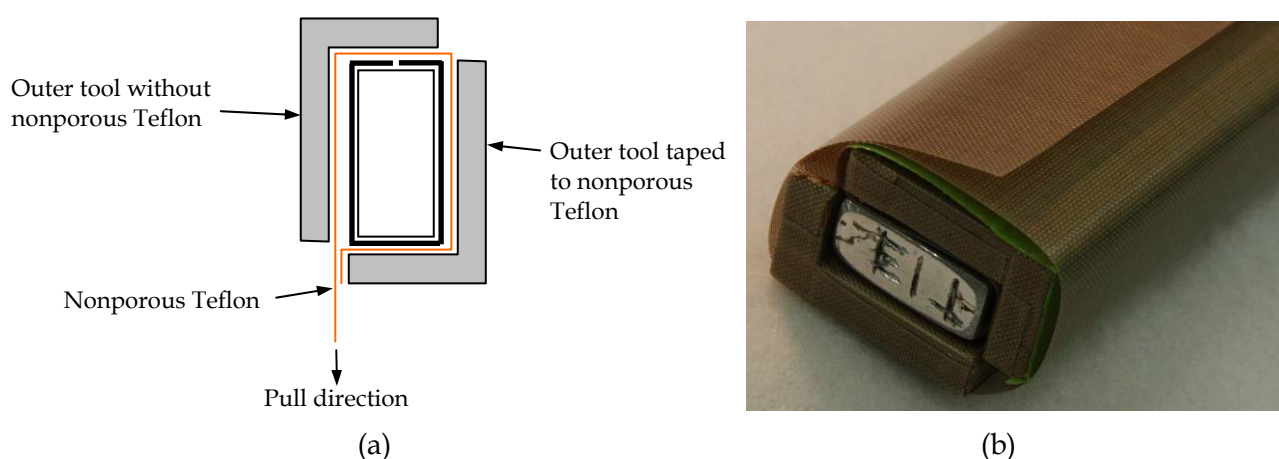 Outer tool without
nonporous Teflon
Outer tool taped
to nonporous
Teflon
Nonporous Teflon
Pull direction
(a)
(b)